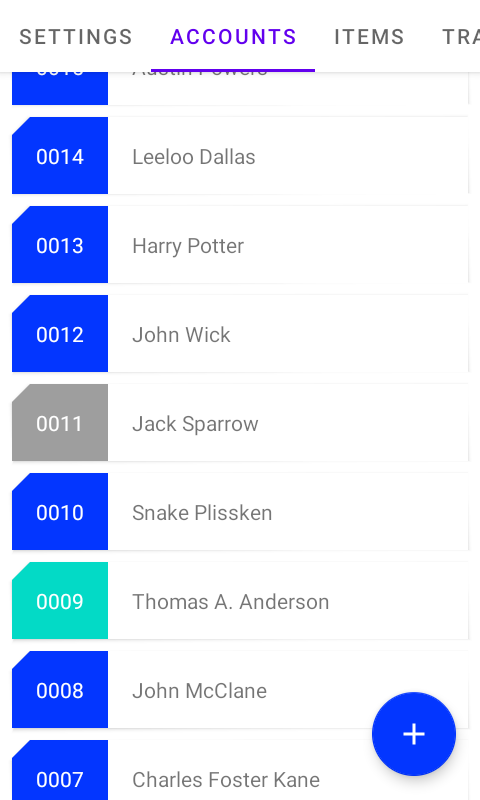 SETTINGS ACCOUNTS ITEMS TRA
Austin Powers
0014 Leeloo Dallas
0013 Harry Potter
0012 John Wick
0011 Jack Sparrow
0010 Snake Plissken
0009 Thomas A. Anderson
0008 John McClane
0007 Charles Foster Kane